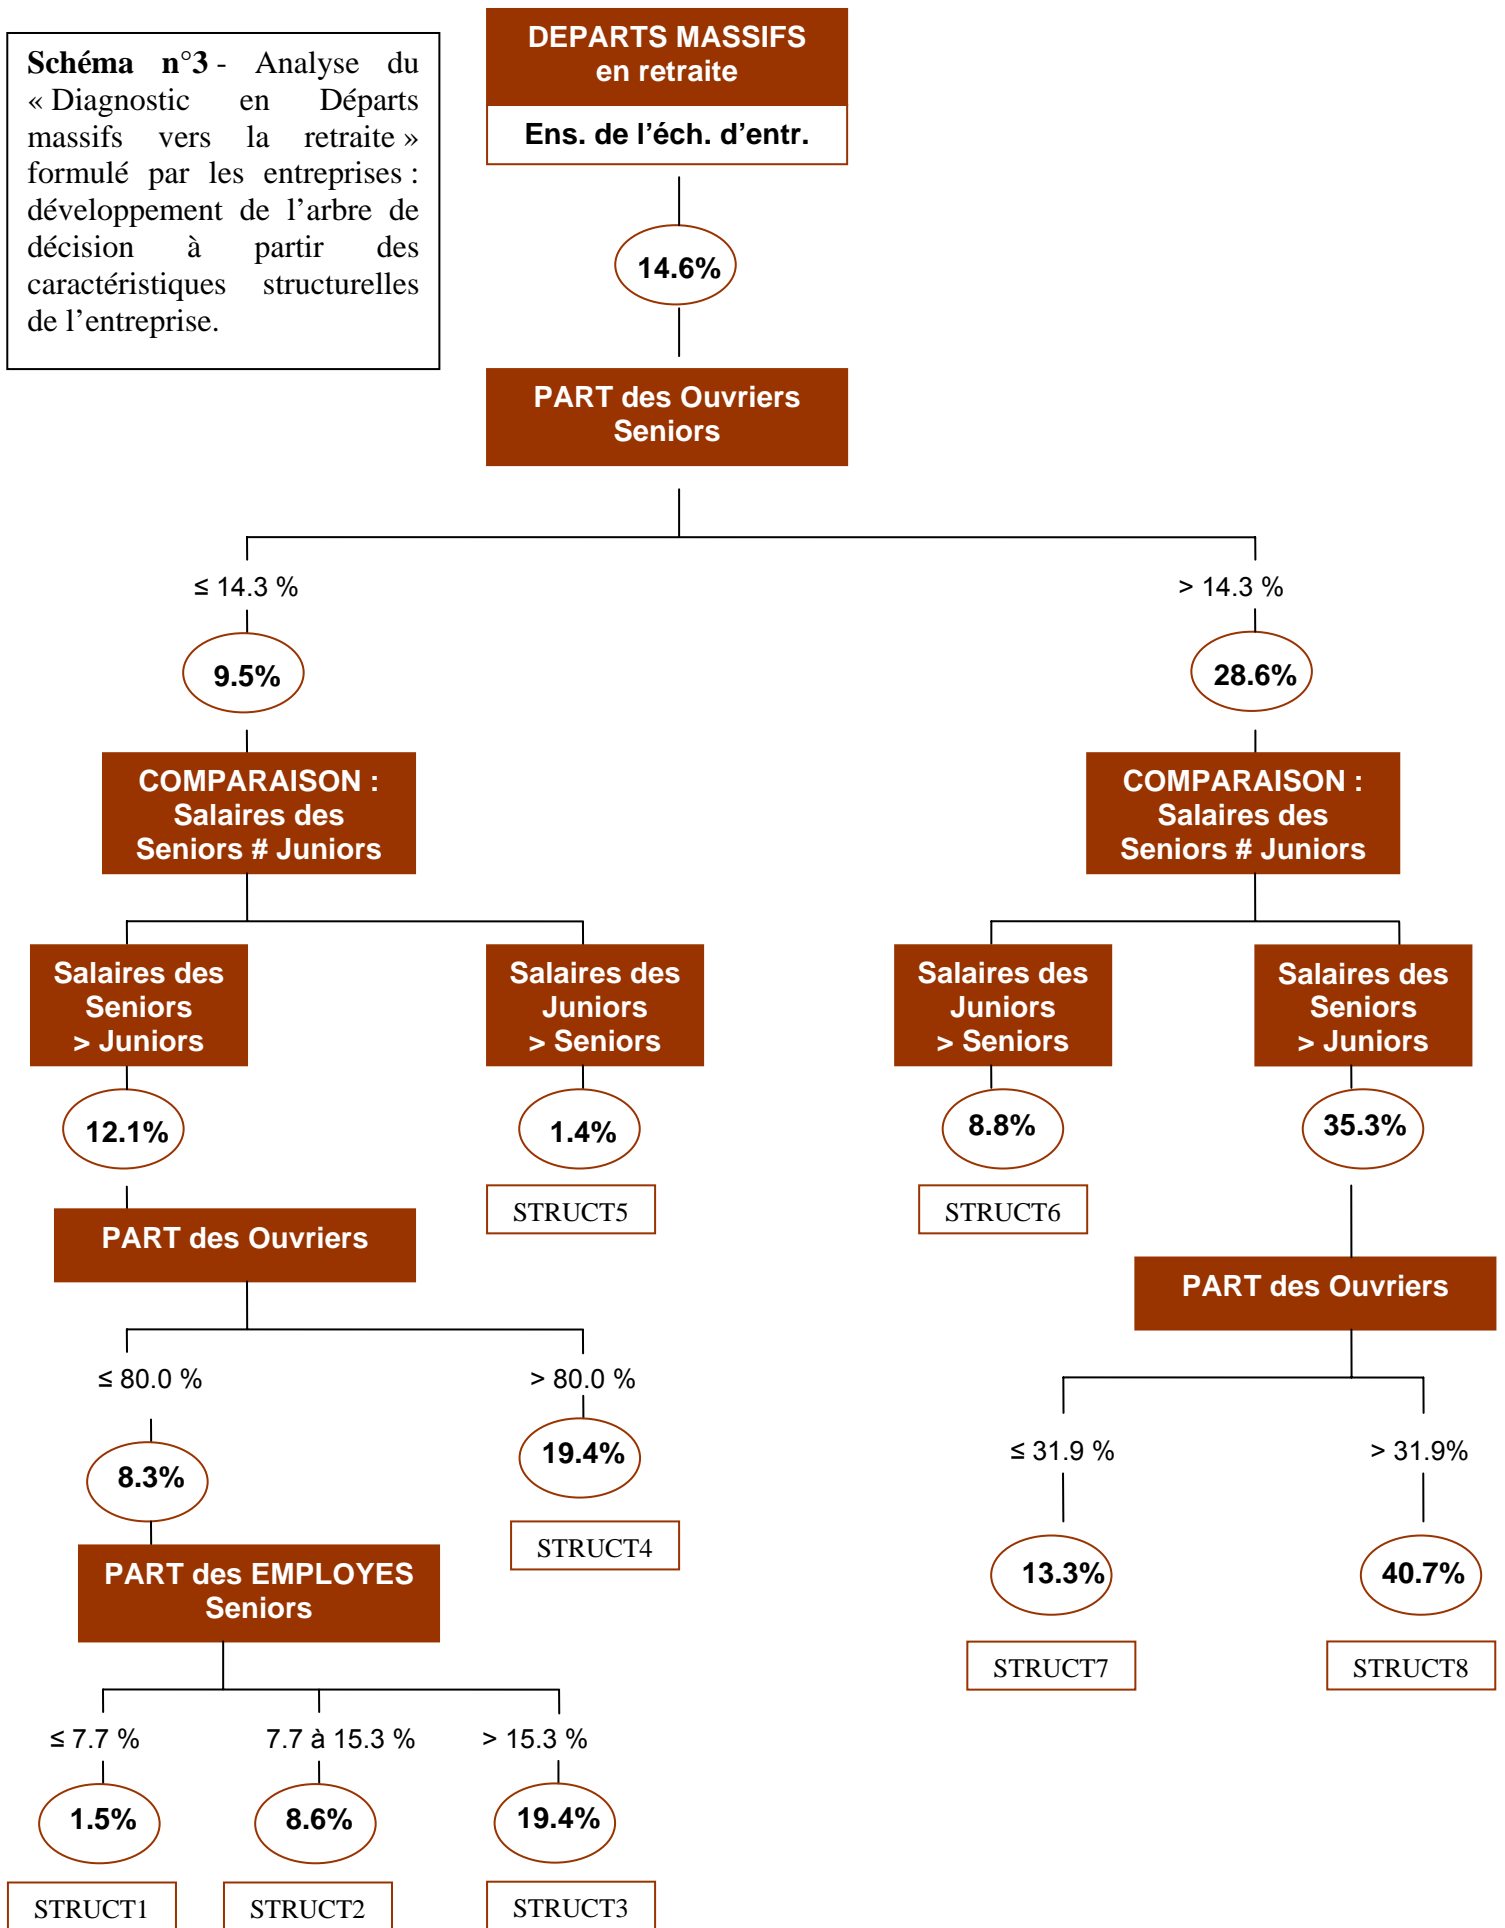 Schéma n°3 - Analyse du
« Diagnostic en Départs
massifs vers la retraite »
formulé par les entreprises :
développement de l'arbre de
décision à partir des
caractéristiques structurelles
de l'entreprise.
DEPARTS MASSIFS
en retraite
Ens. de l'éch. d'entr.
14.6%
PART des Ouvriers
Seniors
≤ 14.3 %
> 14.3 %
9.5%
28.6%
COMPARAISON :
Salaires des
Seniors # Juniors
COMPARAISON :
Salaires des
Seniors # Juniors
Salaires des
Seniors
> Juniors
Salaires des
Juniors
> Seniors
Salaires des
Juniors
> Seniors
Salaires des
Seniors
> Juniors
12.1%
1.4%
8.8%
35.3%
STRUCT5
STRUCT6
PART des Ouvriers
PART des Ouvriers
≤ 80.0 %
> 80.0 %
≤ 31.9 %
> 31.9%
8.3%
19.4%
STRUCT4
13.3%
40.7%
PART des EMPLOYES
Seniors
STRUCT7
STRUCT8
≤ 7.7 %
7.7 à 15.3 %
> 15.3 %
1.5%
8.6%
19.4%
STRUCT1
STRUCT2
STRUCT3